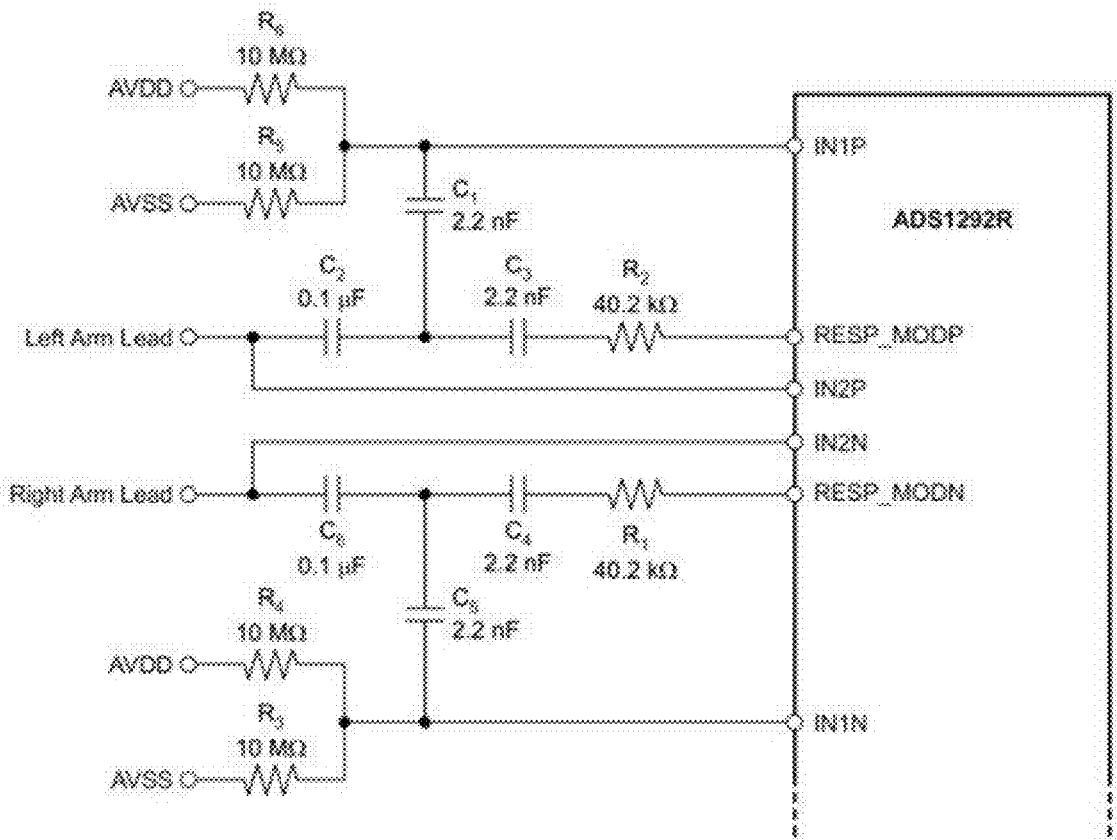 R₆
10 MΩ
AVDD
R₅
10 MΩ
AVSS
C₁
2.2 nF
IN1P
ADS1292R
C₂
0.1 µF
C₃
2.2 nF
R₂
40.2 kΩ
Left Arm Lead
RESP_MODP
IN2P
IN2N
Right Arm Lead
RESP_MODN
C₆
0.1 µF
C₄
2.2 nF
R₁
40.2 kΩ
C₅
2.2 nF
R₄
10 MΩ
AVDD
R₃
10 MΩ
AVSS
IN1N